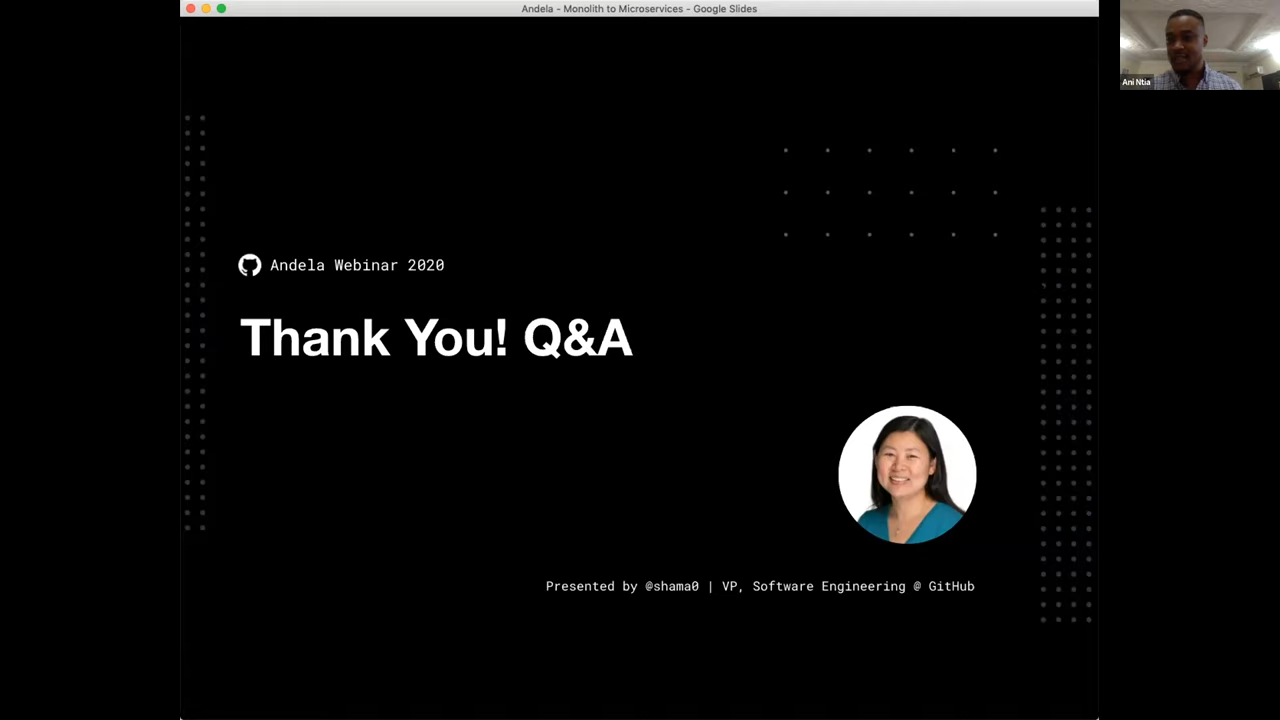 Andela - Monolith to Microservices - Google Slides
Ani Ntia
Andela Webinar 2020
Thank You! Q&A
Presented by @shama0 | VP, Software Engineering @ GitHub